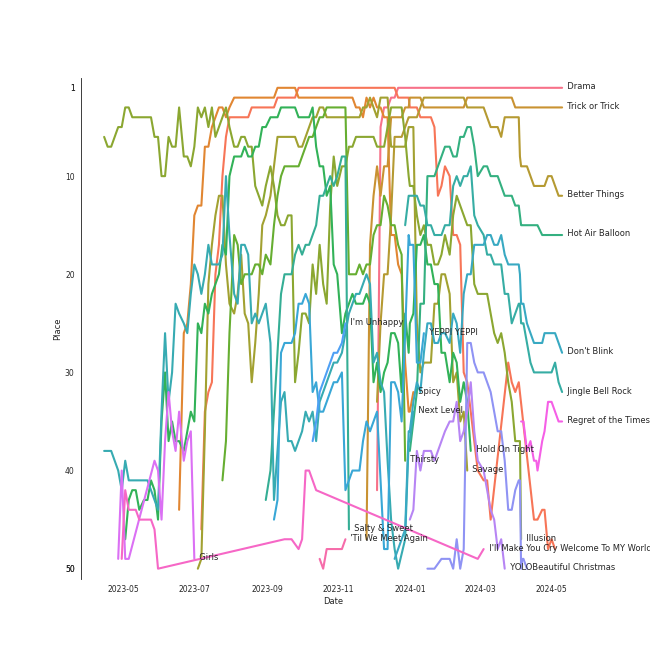 1
Drama
Trick or Trick
10
Better Things
Hot Air Balloon
20
I'm Unhappy
YEPPI YEPPI
Place
Don't Blink
30
Spicy
Jingle Bell Rock
Next Level
Regret of the Times
Hold On Tight
Thirsty
40
Savage
Salty & Sweet
'Til We Meet Again
Illusion
I'll Make You Cry
Welcome To MY World
Girls
50
YOLO
Beautiful Christmas
2023-05
2023-07
2023-09
2023-11
2024-01
2024-03
2024-05
Date